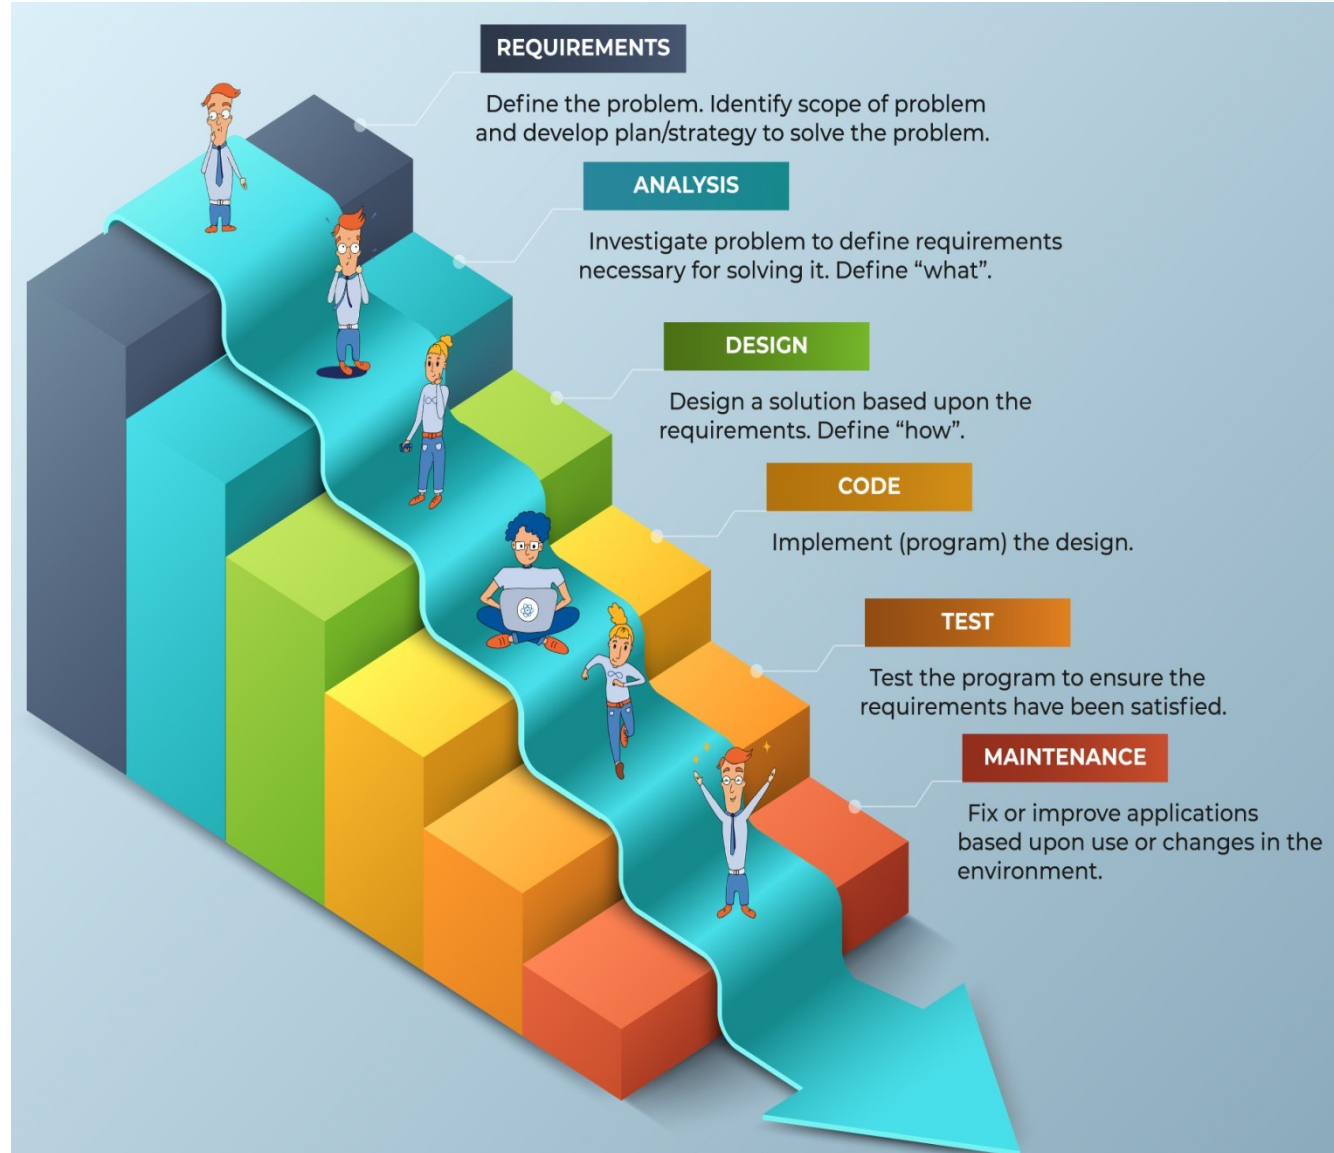 REQUIREMENTS
Define the problem. Identify scope of problem
and develop plan/strategy to solve the problem.
ANALYSIS
Investigate problem to define requirements
necessary for solving it. Define “what”.
DESIGN
Design a solution based upon the
requirements. Define “how”.
CODE
Implement (program) the design.
TEST
Test the program to ensure the
requirements have been satisfied.
MAINTENANCE
Fix or improve applications
based upon use or changes in the
environment.